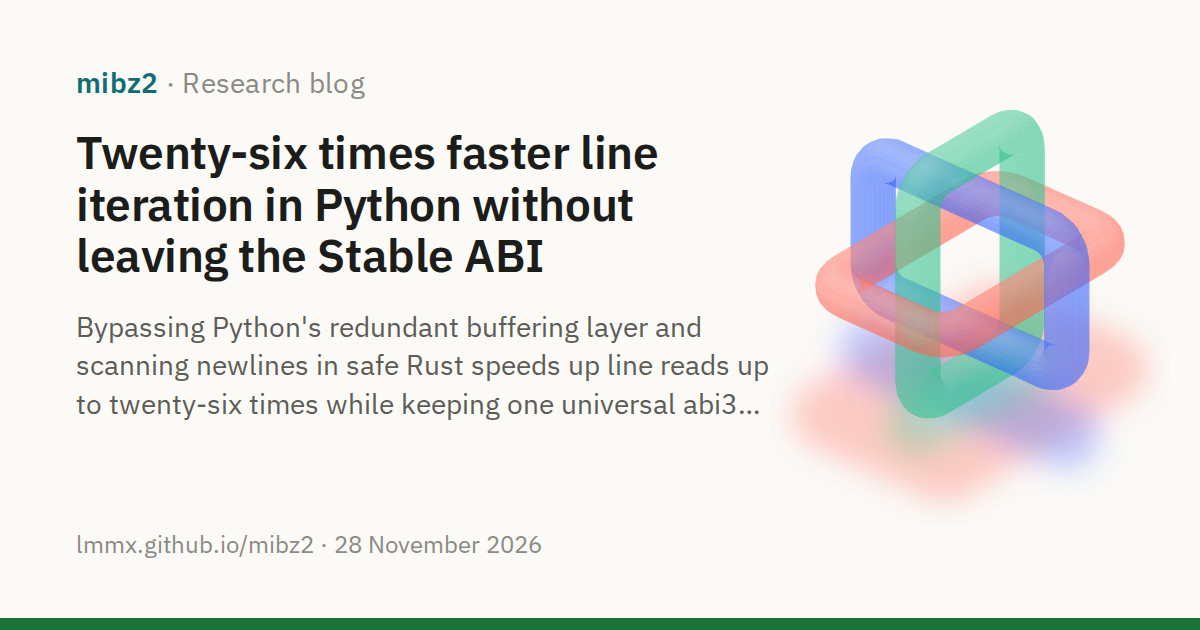 mibz2 · Research blog
Twenty-six times faster line
iteration in Python without
leaving the Stable ABI
Bypassing Python's redundant buffering layer and
scanning newlines in safe Rust speeds up line reads up
to twenty-six times while keeping one universal abi3...
lmmx.github.io/mibz2 · 28 November 2026